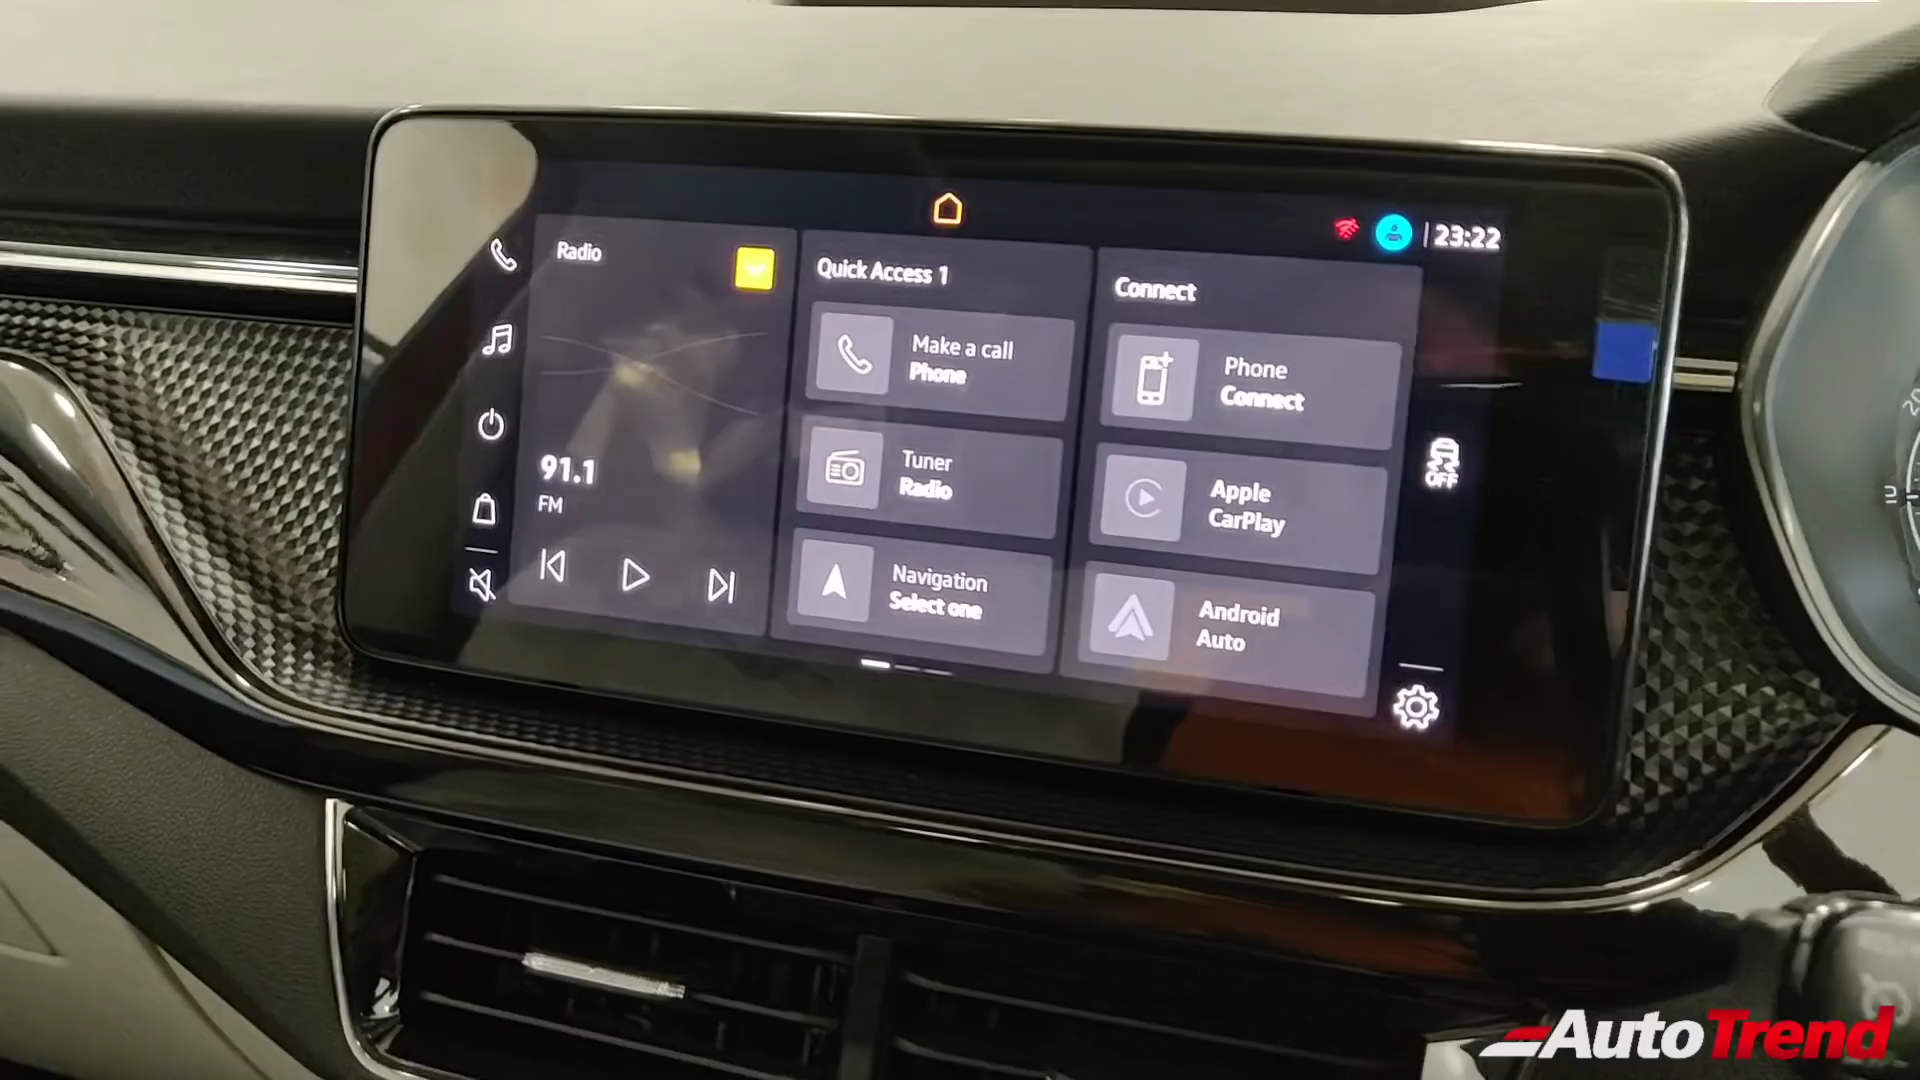 23:22
Radio
91.1
FM
Quick Access 1
Make a call
Phone
Tuner
Radio
Navigation
Select one
Connect
Phone
Connect
Apple
CarPlay
Android
Auto
OFF
20
AutoTrend